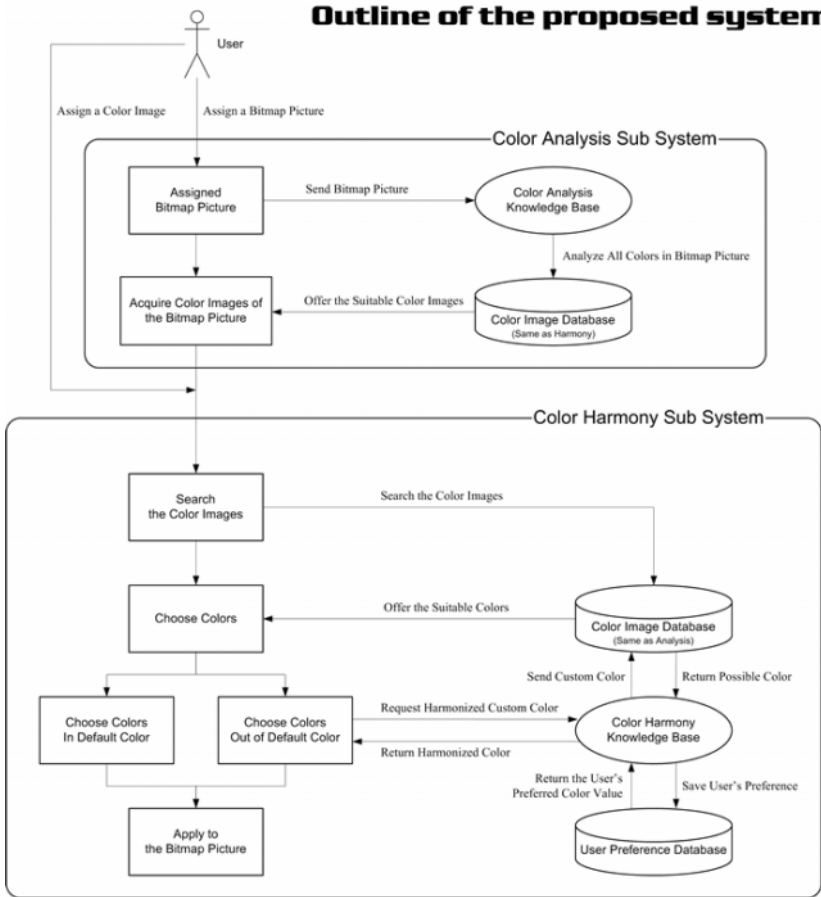 Outline of the proposed system
User
Assign a Color Image
Assign a Bitmap Picture
Color Analysis Sub System
Assigned
Bitmap Picture
Send Bitmap Picture
Color Analysis
Knowledge Base
Analyze All Colors in Bitmap Picture
Acquire Color Images of
the Bitmap Picture
Offer the Suitable Color Images
Color Image Database
(Same as Harmony)
Color Harmony Sub System
Search
the Color Images
Search the Color Images
Choose Colors
Offer the Suitable Colors
Color Image Database
(Same as Analysis)
Send Custom Color
Return Possible Color
Choose Colors
In Default Color
Choose Colors
Out of Default Color
Request Harmonized Custom Color
Return Harmonized Color
Color Harmony
Knowledge Base
Return the User's
Preferred Color Value
Save User's Preference
Apply to
the Bitmap Picture
User Preference Database